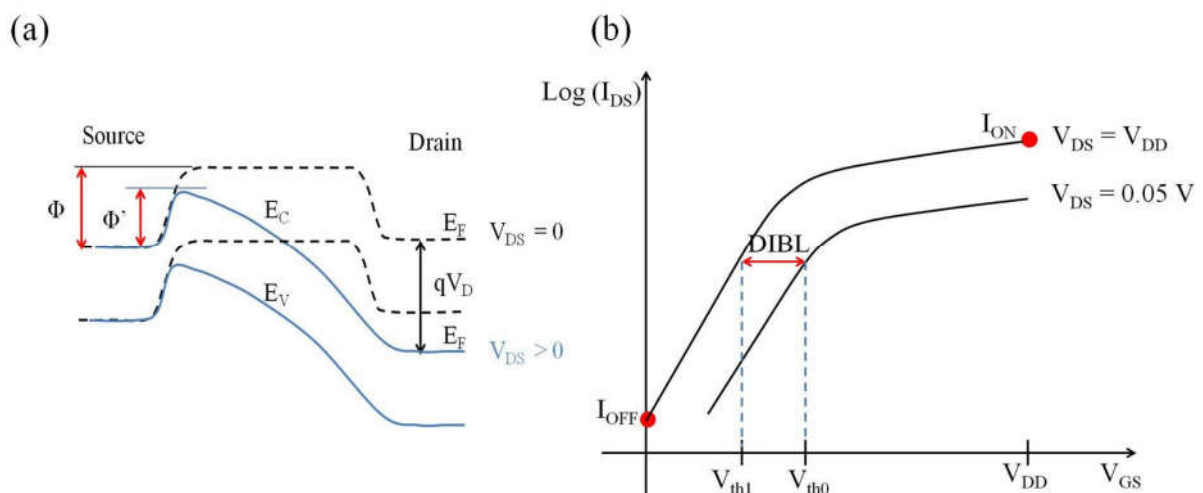 (a)
Source
Drain
Φ
Φ’
E_C
E_F
V_DS = 0
E_V
qV_D
E_F
V_DS > 0
(b)
Log (I_DS)
I_ON
V_DS = V_DD
V_DS = 0.05 V
DIBL
I_OFF
V_th1
V_th0
V_DD
V_GS